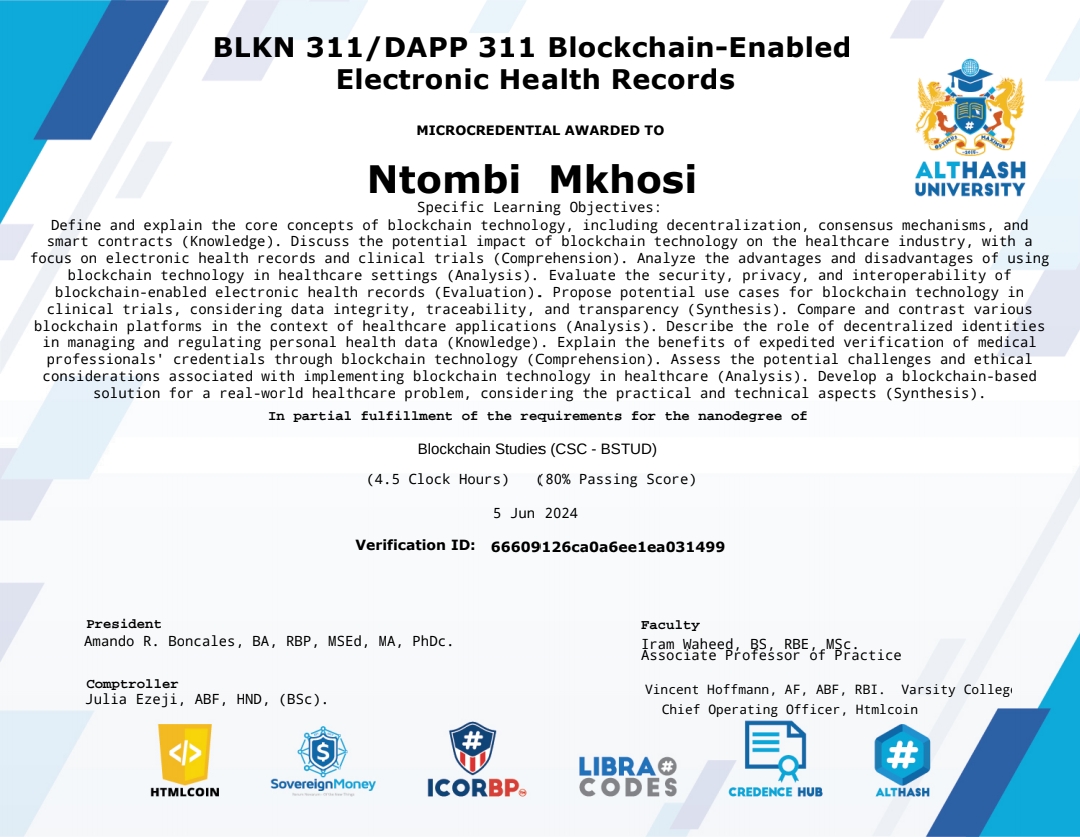 BLKN 311/DAPP 311 Blockchain-Enabled
Electronic Health Records
MICROCREDENTIAL AWARDED TO
ALTHASH
UNIVERSITY
Ntombi Mkhosi
Specific Learning Objectives:
Define and explain the core concepts of blockchain technology, including decentralization, consensus mechanisms, and
smart contracts (Knowledge). Discuss the potential impact of blockchain technology on the healthcare industry, with a
focus on electronic health records and clinical trials (Comprehension). Analyze the advantages and disadvantages of using
blockchain technology in healthcare settings (Analysis). Evaluate the security, privacy, and interoperability of
blockchain-enabled electronic health records (Evaluation). Propose potential use cases for blockchain technology in
clinical trials, considering data integrity, traceability, and transparency (Synthesis). Compare and contrast various
blockchain platforms in the context of healthcare applications (Analysis). Describe the role of decentralized identities
in managing and regulating personal health data (Knowledge). Explain the benefits of expedited verification of medical
professionals' credentials through blockchain technology (Comprehension). Assess the potential challenges and ethical
considerations associated with implementing blockchain technology in healthcare (Analysis). Develop a blockchain-based
solution for a real-world healthcare problem, considering the practical and technical aspects (Synthesis).
In partial fulfillment of the requirements for the nanodegree of
Blockchain Studies (CSC - BSTUD)
(4.5 Clock Hours) (80% Passing Score)
5 Jun 2024
Verification ID: 66609126ca0a6ee1ea031499
President
Amando R. Boncales, BA, RBP, MSEd, MA, PhDc.
Faculty
Iram Waheed, BS, RBE, MSc.
Associate Professor of Practice
Comptroller
Julia Ezeji, ABF, HND, (BSc).
Vincent Hoffmann, AF, ABF, RBI. Varsity College
Chief Operating Officer, Htmlcoin
HTMLCOIN
SovereignMoney
ICORBP
LIBRA#
CODES
CREDENCE HUB
ALTHASH